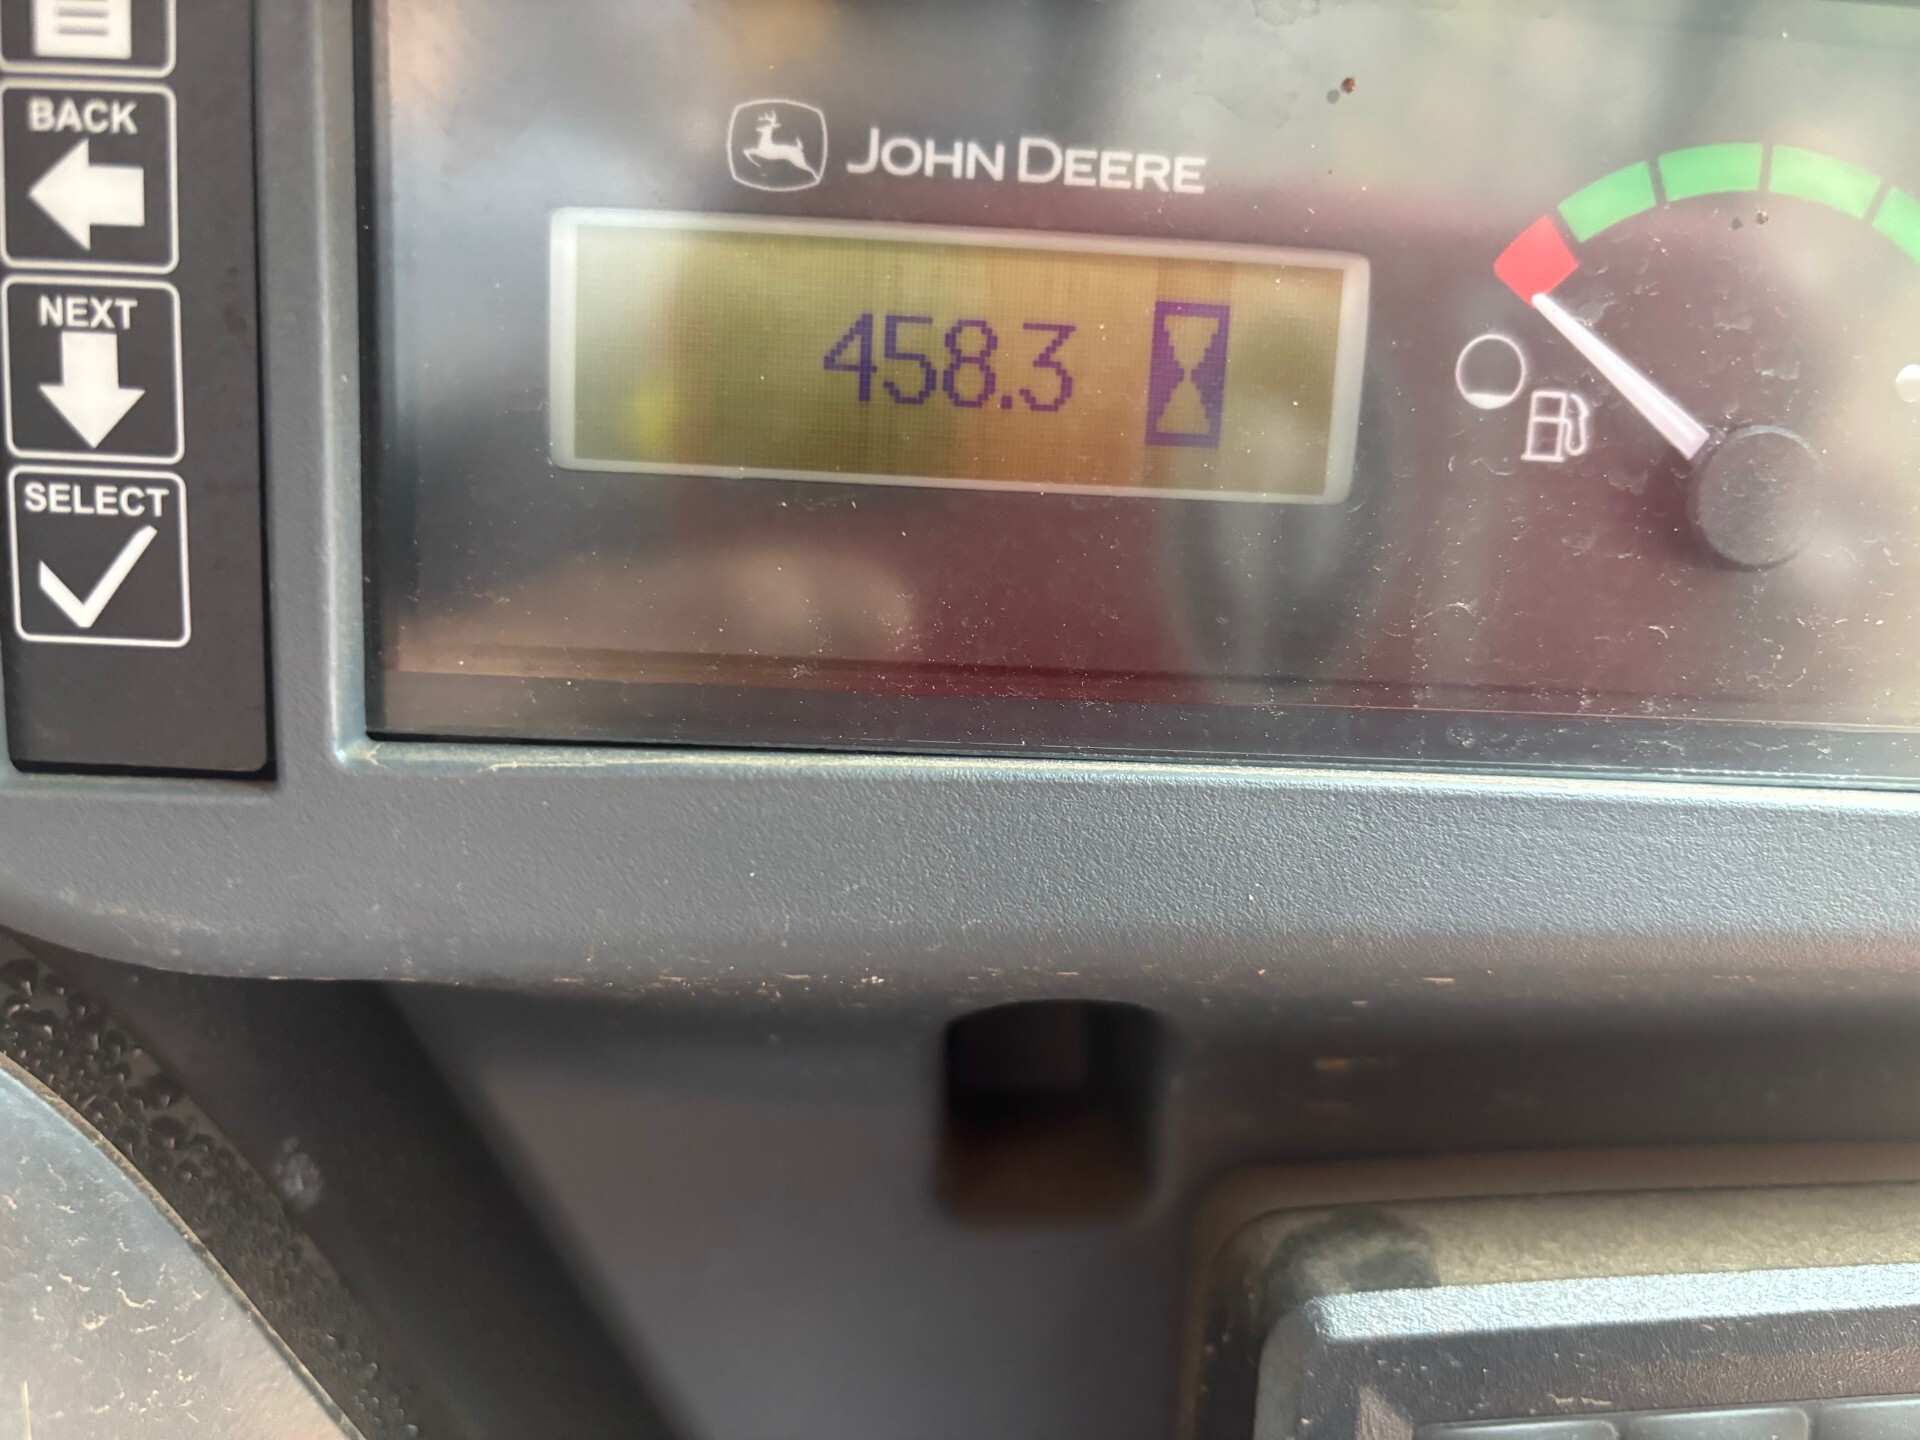 BACK
NEXT
SELECT
JOHN DEERE
458.3